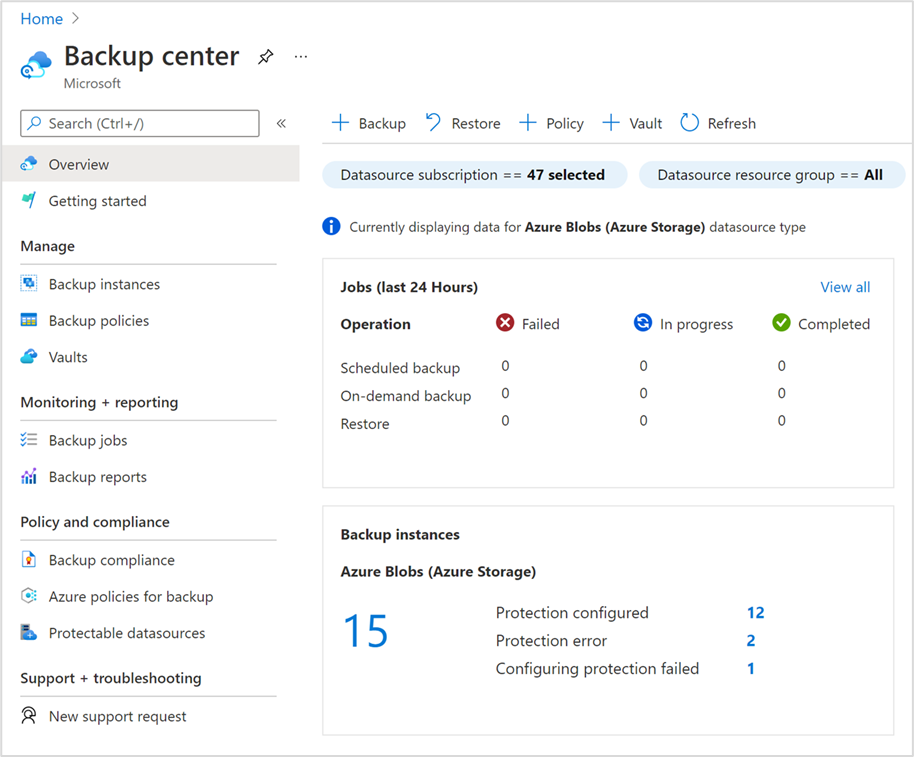 Home
Backup center
Microsoft
Search (Ctrl+/)
Overview
Getting started
Manage
Backup instances
Backup policies
Vaults
Monitoring + reporting
Backup jobs
Backup reports
Policy and compliance
Backup compliance
Azure policies for backup
Protectable datasources
Support + troubleshooting
New support request
Backup Restore Policy Vault Refresh
Datasource subscription == 47 selected Datasource resource group == All
Currently displaying data for Azure Blobs (Azure Storage) datasource type
Jobs (last 24 Hours) View all
Operation Failed In progress Completed
Scheduled backup 0 0 0
On-demand backup 0 0 0
Restore 0 0 0
Backup instances
Azure Blobs (Azure Storage)
15
Protection configured 12
Protection error 2
Configuring protection failed 1